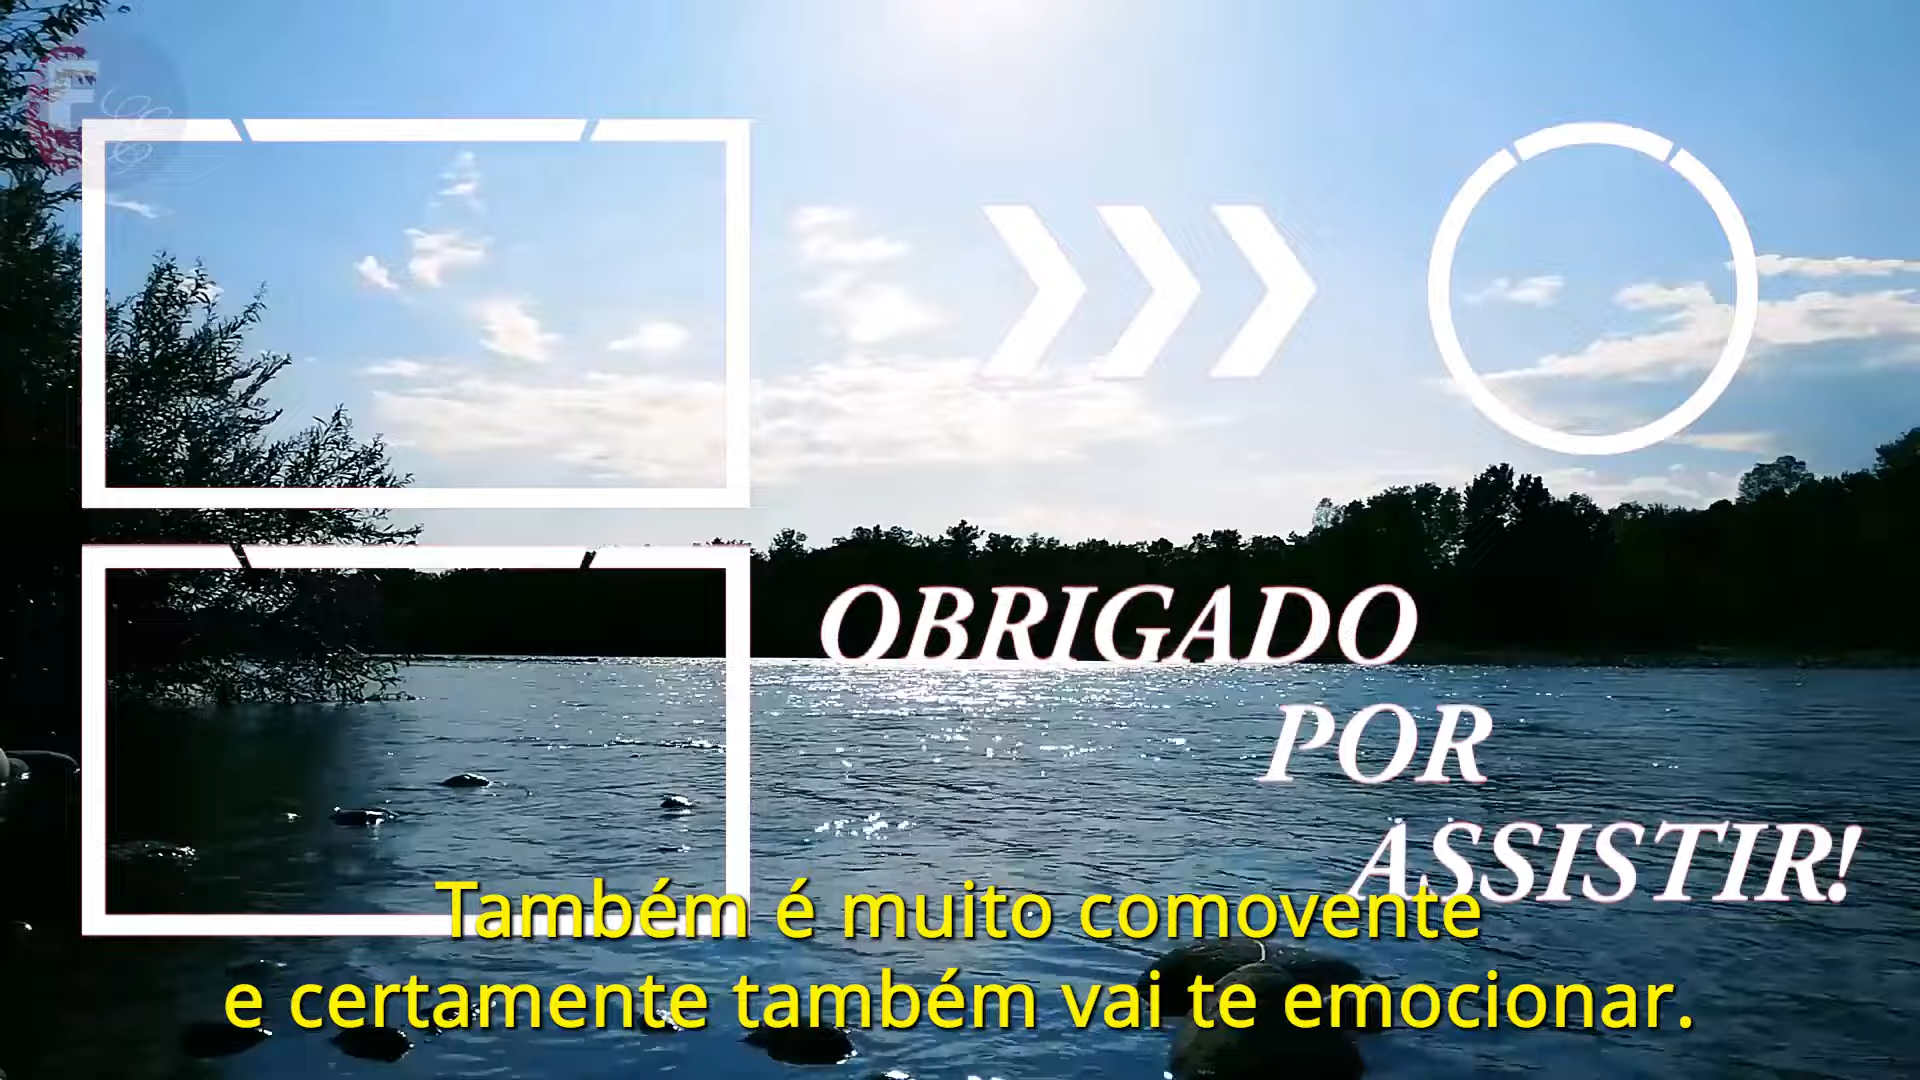 F
OBRIGADO
POR
ASSISTIR!
Também é muito comovente
e certamente também vai te emocionar.